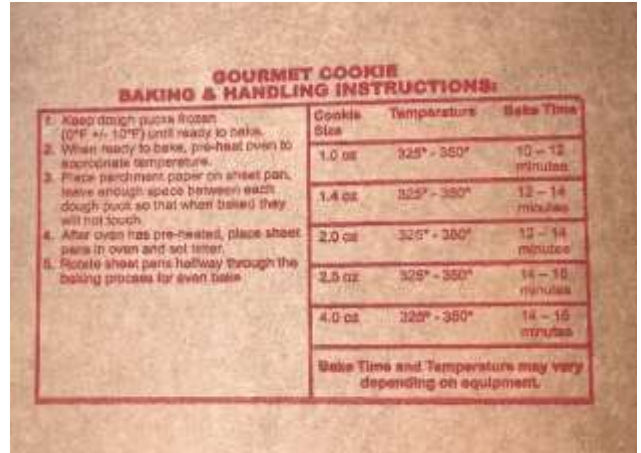 GOURMET COOKIE
BAKING & HANDLING INSTRUCTIONS:
1. Keep dough pucks frozen
(0°F +/- 10°F) until ready to bake.
2. When ready to bake, pre-heat oven to
appropriate temperature.
3. Place parchment paper on sheet pan,
leave enough space between each
dough puck so that when baked they
will not touch.
4. After oven has pre-heated, place sheet
pans in oven and set timer.
5. Rotate sheet pans halfway through the
baking process for even bake.
Cookie Size Temperature Bake Time
1.0 oz 325° - 350° 10 – 12 minutes
1.4 oz 325° - 350° 12 – 14 minutes
2.0 oz 325° - 350° 12 – 14 minutes
2.5 oz 325° - 350° 14 – 16 minutes
4.0 oz 325° - 350° 14 – 16 minutes
Bake Time and Temperature may vary
depending on equipment.